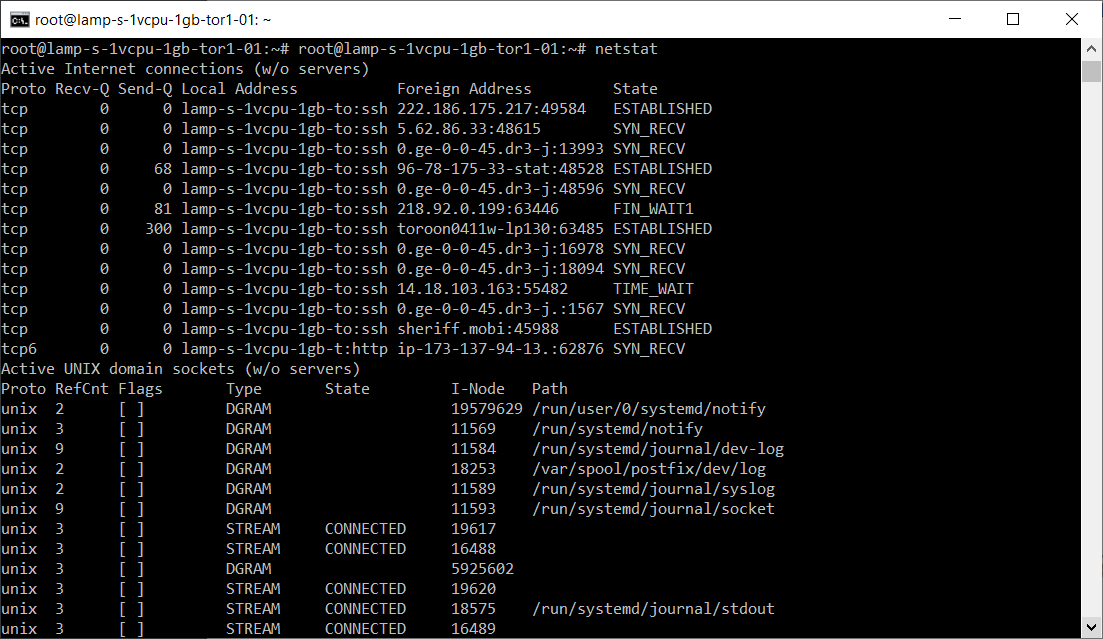 root@lamp-s-1vcpu-1gb-tor1-01: ~
root@lamp-s-1vcpu-1gb-tor1-01:~# root@lamp-s-1vcpu-1gb-tor1-01:~# netstat
Active Internet connections (w/o servers)
Proto Recv-Q Send-Q Local Address           Foreign Address         State
tcp        0      0 lamp-s-1vcpu-1gb-to:ssh 222.186.175.217:49584   ESTABLISHED
tcp        0      0 lamp-s-1vcpu-1gb-to:ssh 5.62.86.33:48615        SYN_RECV
tcp        0      0 lamp-s-1vcpu-1gb-to:ssh 0.ge-0-0-45.dr3-j:13993 SYN_RECV
tcp        0     68 lamp-s-1vcpu-1gb-to:ssh 96-78-175-33-stat:48528 ESTABLISHED
tcp        0      0 lamp-s-1vcpu-1gb-to:ssh 0.ge-0-0-45.dr3-j:48596 SYN_RECV
tcp        0     81 lamp-s-1vcpu-1gb-to:ssh 218.92.0.199:63446      FIN_WAIT1
tcp        0    300 lamp-s-1vcpu-1gb-to:ssh toroon0411w-lp130:63485 ESTABLISHED
tcp        0      0 lamp-s-1vcpu-1gb-to:ssh 0.ge-0-0-45.dr3-j:16978 SYN_RECV
tcp        0      0 lamp-s-1vcpu-1gb-to:ssh 0.ge-0-0-45.dr3-j:18094 SYN_RECV
tcp        0      0 lamp-s-1vcpu-1gb-to:ssh 14.18.103.163:55482     TIME_WAIT
tcp        0      0 lamp-s-1vcpu-1gb-to:ssh 0.ge-0-0-45.dr3-j.:1567 SYN_RECV
tcp        0      0 lamp-s-1vcpu-1gb-to:ssh sheriff.mobi:45988      ESTABLISHED
tcp6       0      0 lamp-s-1vcpu-1gb-t:http ip-173-137-94-13.:62876 SYN_RECV
Active UNIX domain sockets (w/o servers)
Proto RefCnt Flags       Type       State         I-Node   Path
unix  2      [ ]         DGRAM                    19579629 /run/user/0/systemd/notify
unix  3      [ ]         DGRAM                    11569    /run/systemd/notify
unix  9      [ ]         DGRAM                    11584    /run/systemd/journal/dev-log
unix  2      [ ]         DGRAM                    18253    /var/spool/postfix/dev/log
unix  2      [ ]         DGRAM                    11589    /run/systemd/journal/syslog
unix  9      [ ]         DGRAM                    11593    /run/systemd/journal/socket
unix  3      [ ]         STREAM     CONNECTED     19617
unix  3      [ ]         STREAM     CONNECTED     16488
unix  3      [ ]         DGRAM                    5925602
unix  3      [ ]         STREAM     CONNECTED     19620
unix  3      [ ]         STREAM     CONNECTED     18575    /run/systemd/journal/stdout
unix  3      [ ]         STREAM     CONNECTED     16489